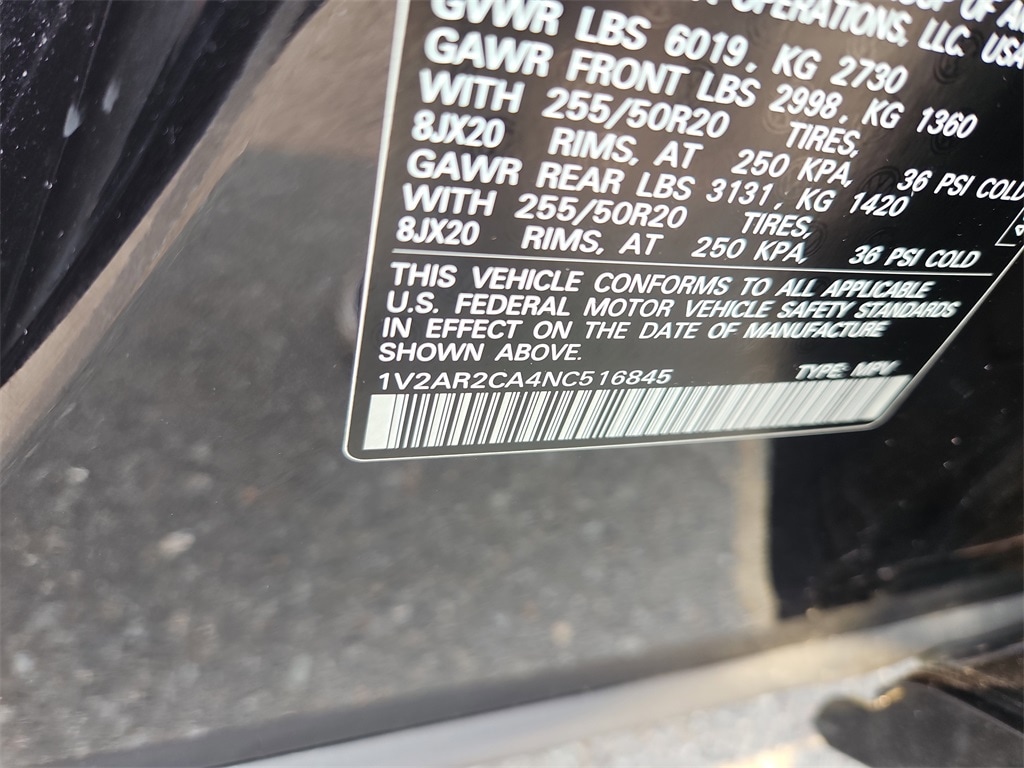 OPERATIONS, LLC. USA
GVWR LBS 6019, KG 2730
GAWR FRONT LBS 2998, KG 1360
WITH 255/50R20 TIRES,
8JX20 RIMS, AT 250 KPA, 36 PSI COLD
GAWR REAR LBS 3131, KG 1420
WITH 255/50R20 TIRES,
8JX20 RIMS, AT 250 KPA, 36 PSI COLD
THIS VEHICLE CONFORMS TO ALL APPLICABLE
U.S. FEDERAL MOTOR VEHICLE SAFETY STANDARDS
IN EFFECT ON THE DATE OF MANUFACTURE
SHOWN ABOVE.
1V2AR2CA4NC516845 TYPE: MPV